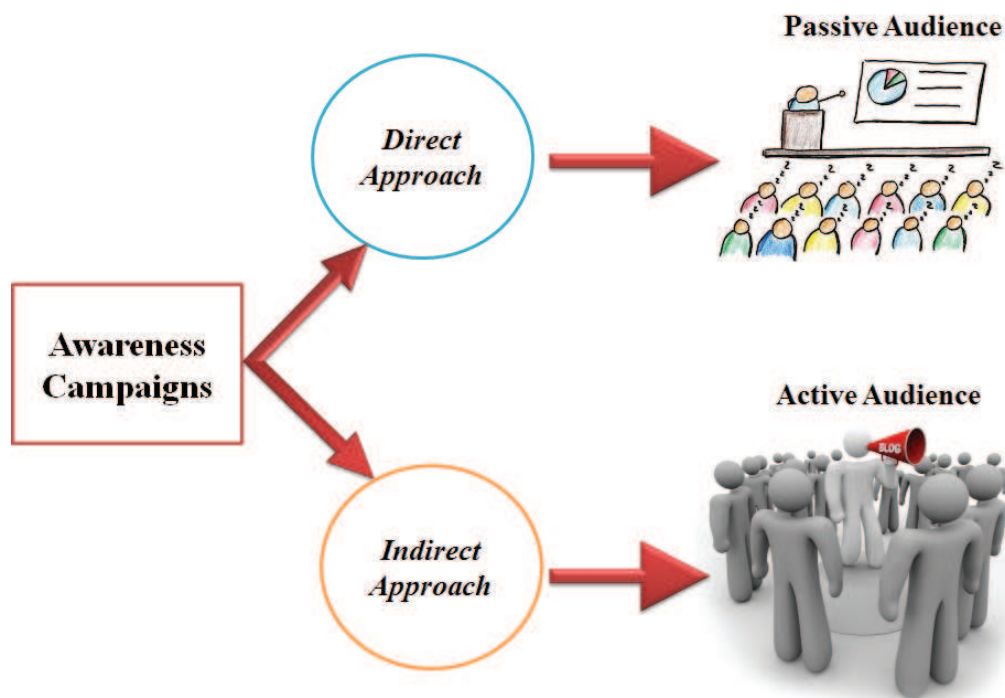 Passive Audience
Direct
Approach
z z z z z z
z z z z z z
Awareness
Campaigns
Active Audience
BLOG
Indirect
Approach